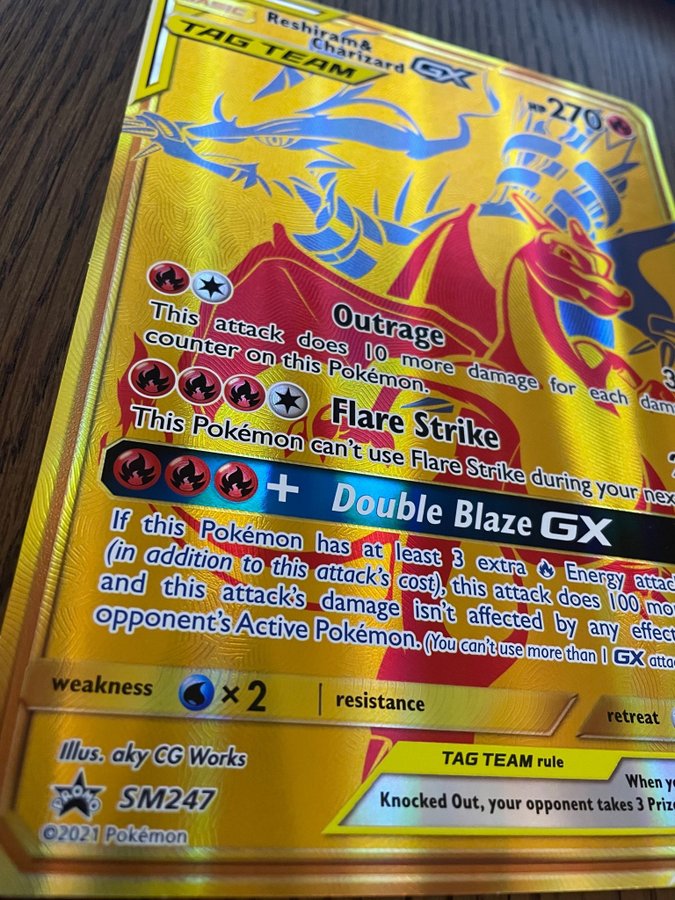 BASIC
Reshiram &
Charizard GX
TAG TEAM
HP 270
Outrage
This attack does 10 more damage for each dam
counter on this Pokémon.
Flare Strike
This Pokémon can't use Flare Strike during your nex
+ Double Blaze GX
If this Pokémon has at least 3 extra Energy attac
(in addition to this attack's cost), this attack does 100 mo
and this attack's damage isn't affected by any effect
opponent's Active Pokémon. (You can't use more than 1 GX atta
weakness ×2 resistance retreat
Illus. aky CG Works
SM247
©2021 Pokémon
TAG TEAM rule
When yo
Knocked Out, your opponent takes 3 Prize